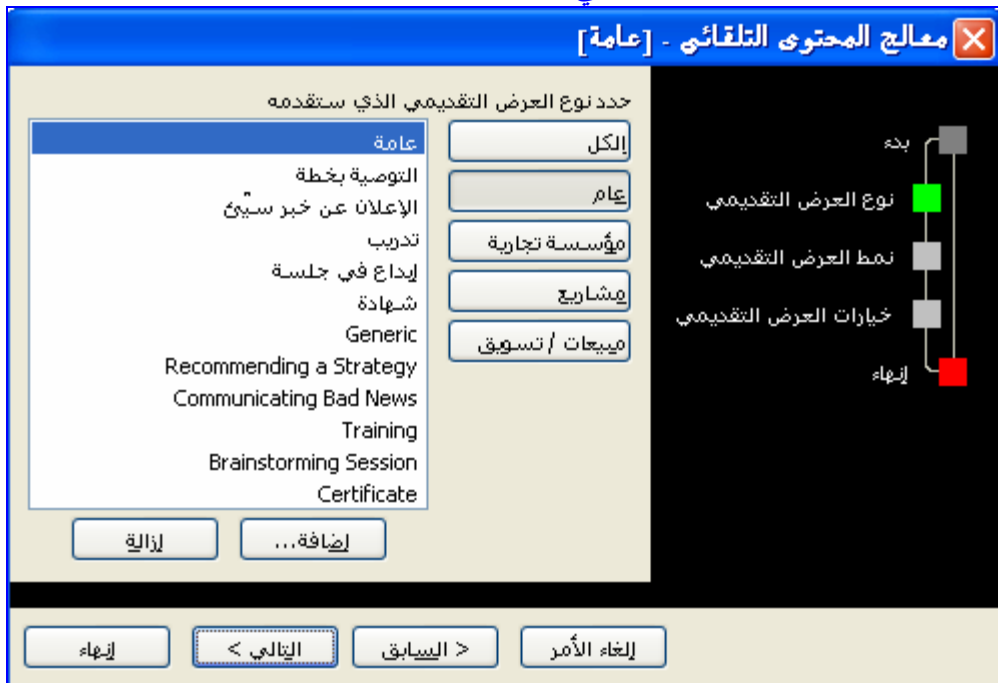 معالج المحتوى التلقائي - [عامة]
بدء
نوع العرض التقديمي
نمط العرض التقديمي
خيارات العرض التقديمي
إنهاء
حدد نوع العرض التقديمي الذي ستقدمه
الكل
عام
مؤسسة تجارية
مشاريع
مبيعات / تسويق
عامة
التوصية بخطة
الإعلان عن خبر سيّئ
تدريب
إبداع في جلسة
شهادة
Generic
Recommending a Strategy
Communicating Bad News
Training
Brainstorming Session
Certificate
إضافة...
إزالة
إلغاء الأمر
< السابق
التالي >
إنهاء